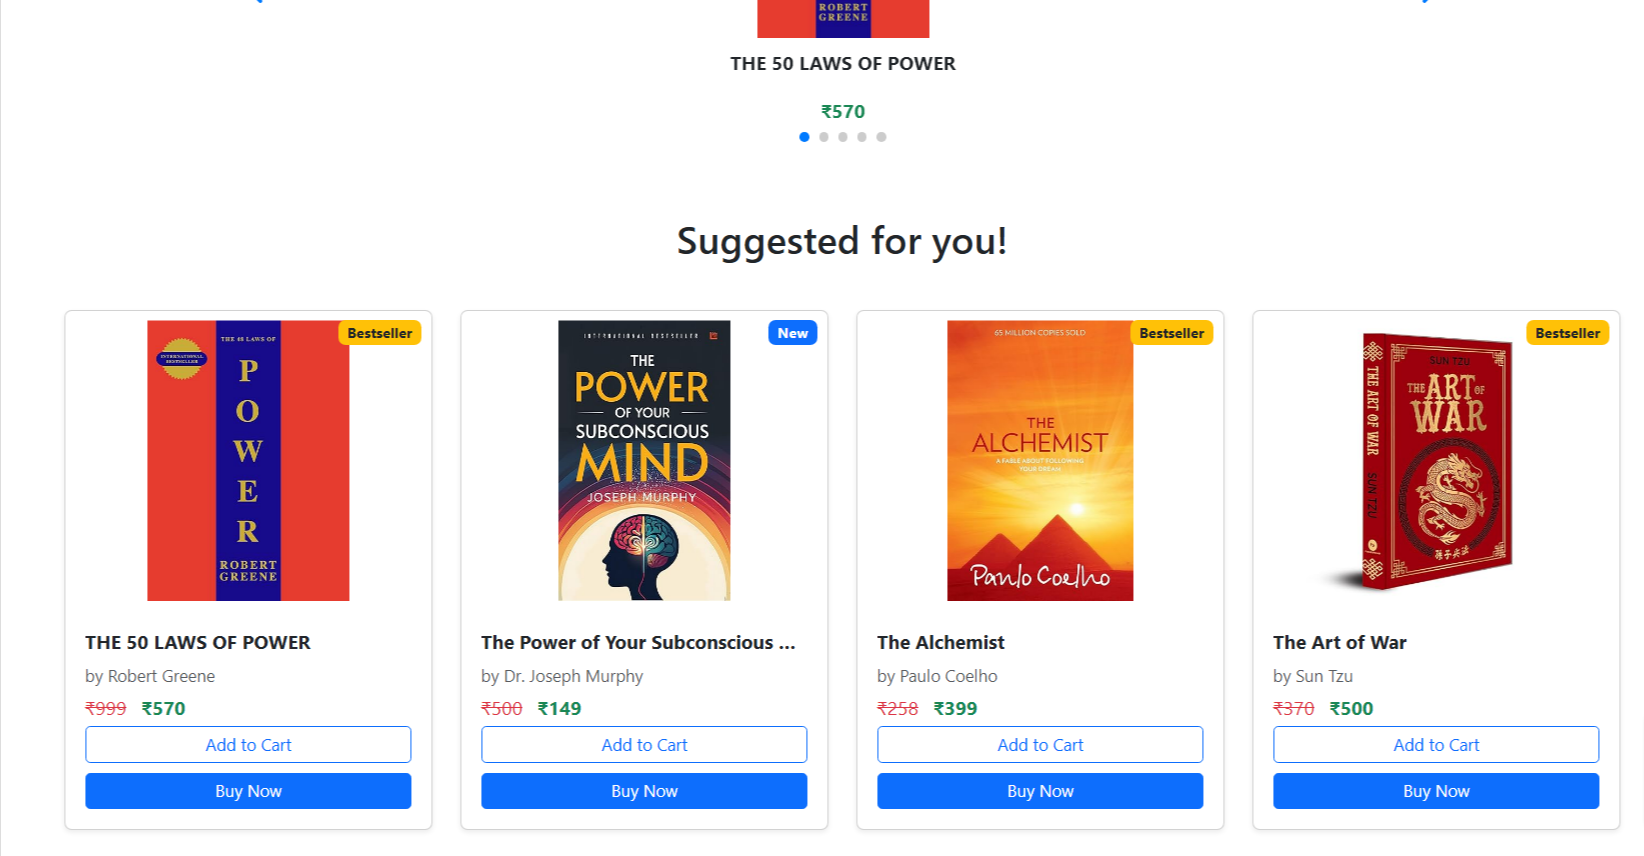 ROBERT
GREENE
THE 50 LAWS OF POWER
₹570
Suggested for you!
INTERNATIONAL
BESTSELLER
THE 48 LAWS OF
P
O
W
E
R
ROBERT
GREENE
Bestseller
THE 50 LAWS OF POWER
by Robert Greene
₹999 ₹570
Add to Cart
Buy Now
INTERNATIONAL BESTSELLER
New
THE
POWER
OF YOUR
SUBCONSCIOUS
MIND
JOSEPH MURPHY
The Power of Your Subconscious ...
by Dr. Joseph Murphy
₹500 ₹149
Add to Cart
Buy Now
65 MILLION COPIES SOLD
Bestseller
THE
ALCHEMIST
A FABLE ABOUT FOLLOWING
YOUR DREAM
Paulo Coelho
The Alchemist
by Paulo Coelho
₹258 ₹399
Add to Cart
Buy Now
Bestseller
THE ART OF WAR SUN TZU
SUN TZU
THE ART OF
WAR
孫子兵法
The Art of War
by Sun Tzu
₹370 ₹500
Add to Cart
Buy Now